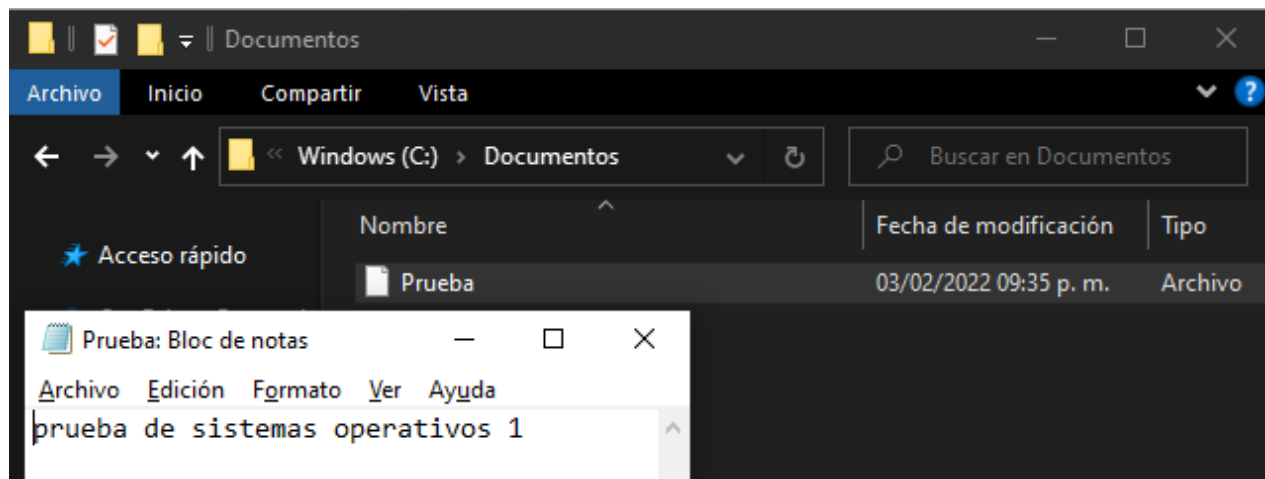 Documentos
Archivo Inicio Compartir Vista
« Windows (C:) > Documentos Buscar en Documentos
Nombre Fecha de modificación Tipo
Acceso rápido
Prueba 03/02/2022 09:35 p. m. Archivo
Prueba: Bloc de notas
Archivo Edición Formato Ver Ayuda
prueba de sistemas operativos 1